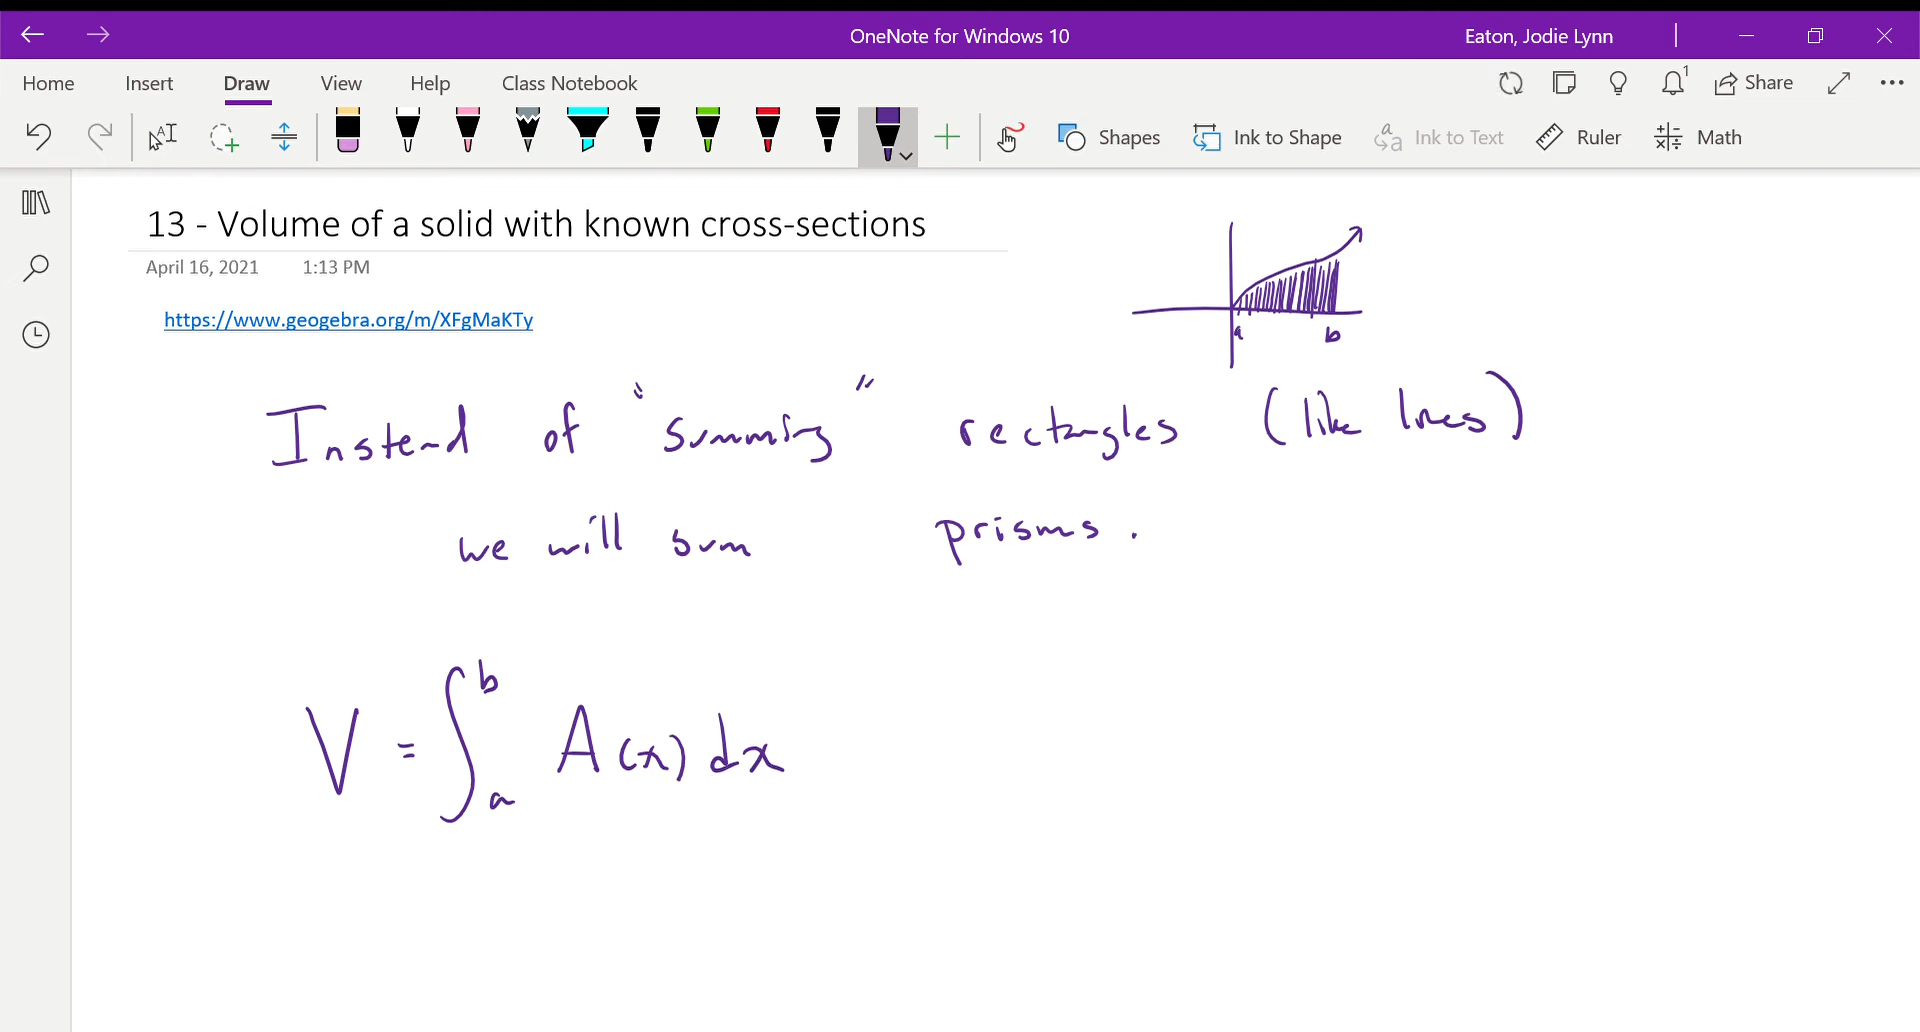 OneNote for Windows 10
Eaton, Jodie Lynn
Home Insert Draw View Help Class Notebook
1 Share
Shapes Ink to Shape Ink to Text Ruler Math
13 - Volume of a solid with known cross-sections
April 16, 2021 1:13 PM
https://www.geogebra.org/m/XFgMaKTy
a b
Instead of "summing" rectangles (like lines)
we will sum prisms.
V = ∫_a^b A(x) dx